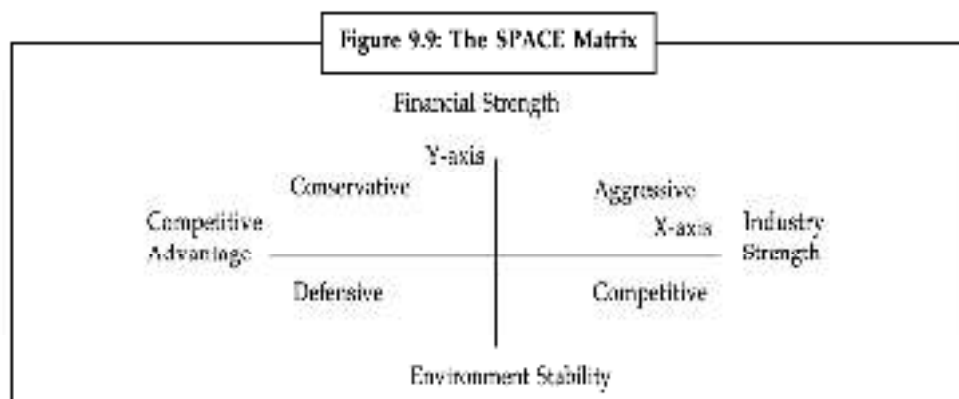 Figure 9.9: The SPACE Matrix
Financial Strength
Y-axis
Conservative
Aggressive
Competitive
Advantage
X-axis
Industry
Strength
Defensive
Competitive
Environment Stability